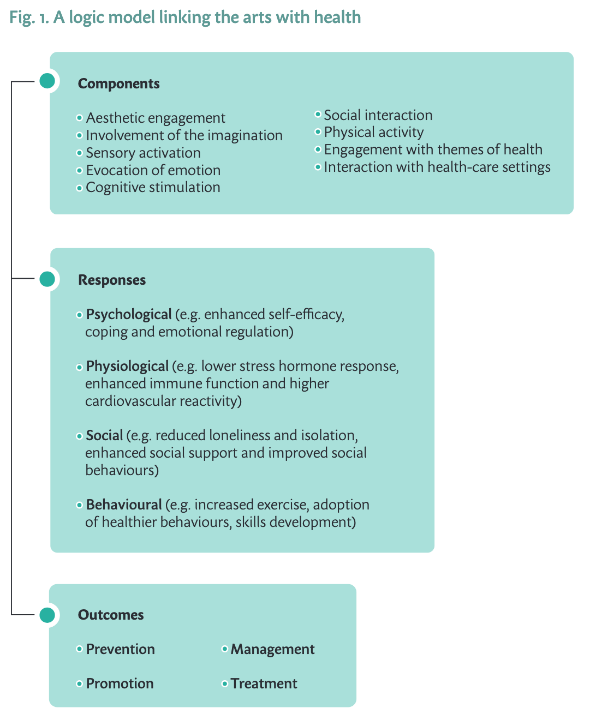 Fig. 1. A logic model linking the arts with health
Components
• Aesthetic engagement
• Involvement of the imagination
• Sensory activation
• Evocation of emotion
• Cognitive stimulation
• Social interaction
• Physical activity
• Engagement with themes of health
• Interaction with health-care settings
Responses
• Psychological (e.g. enhanced self-efficacy,
coping and emotional regulation)
• Physiological (e.g. lower stress hormone response,
enhanced immune function and higher
cardiovascular reactivity)
• Social (e.g. reduced loneliness and isolation,
enhanced social support and improved social
behaviours)
• Behavioural (e.g. increased exercise, adoption
of healthier behaviours, skills development)
Outcomes
• Prevention
• Management
• Promotion
• Treatment